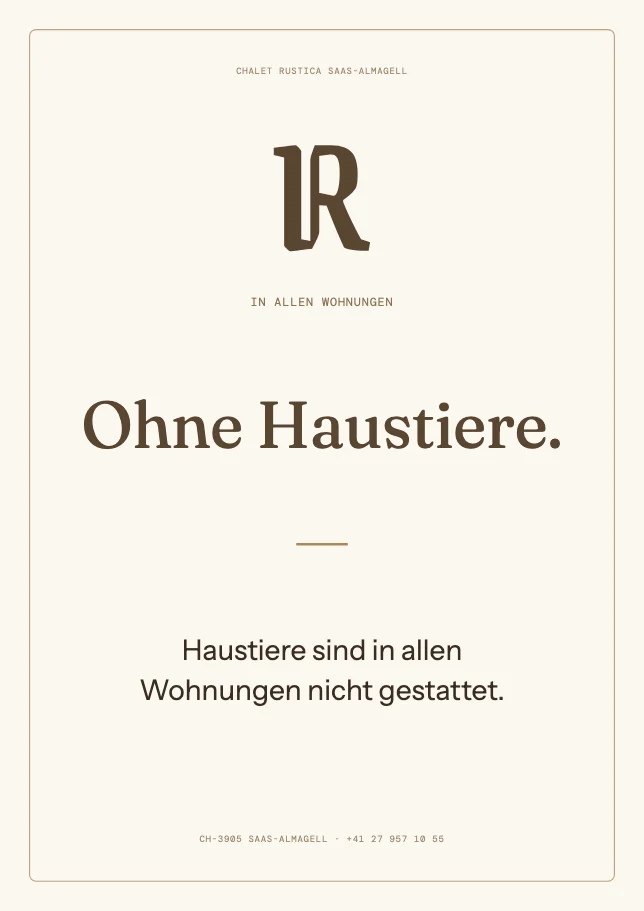 CHALET RUSTICA SAAS-ALMAGELL
R
IN ALLEN WOHNUNGEN
Ohne Haustiere.
Haustiere sind in allen
Wohnungen nicht gestattet.
CH-3905 SAAS-ALMAGELL · +41 27 957 10 55